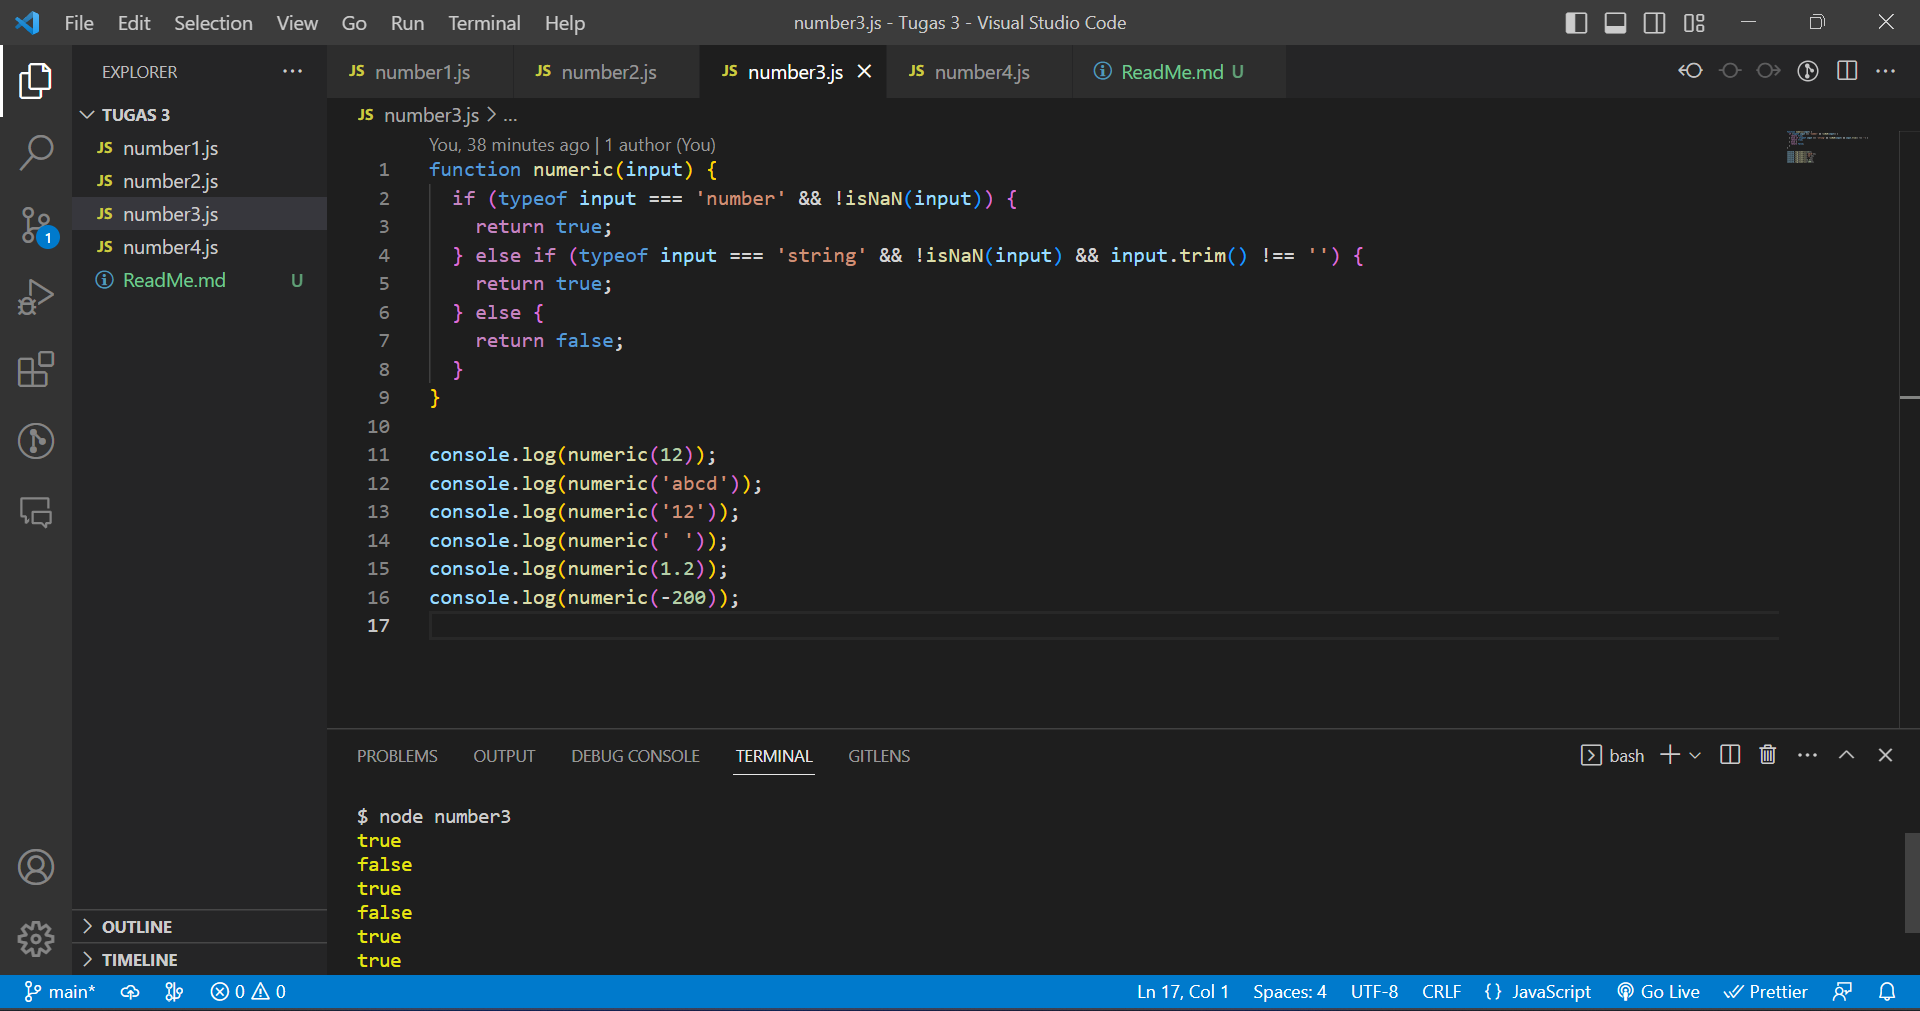 File Edit Selection View Go Run Terminal Help
number3.js - Tugas 3 - Visual Studio Code
EXPLORER
TUGAS 3
JS number1.js
JS number2.js
JS number3.js
JS number4.js
ReadMe.md U
OUTLINE
TIMELINE
1
JS number1.js
JS number2.js
JS number3.js
JS number4.js
ReadMe.md U
JS number3.js > ...
You, 38 minutes ago | 1 author (You)
1 function numeric(input) {
2 if (typeof input === 'number' && !isNaN(input)) {
3 return true;
4 } else if (typeof input === 'string' && !isNaN(input) && input.trim() !== '') {
5 return true;
6 } else {
7 return false;
8 }
9 }
10
11 console.log(numeric(12));
12 console.log(numeric('abcd'));
13 console.log(numeric('12'));
14 console.log(numeric(' '));
15 console.log(numeric(1.2));
16 console.log(numeric(-200));
17
PROBLEMS OUTPUT DEBUG CONSOLE TERMINAL GITLENS
bash
$ node number3
true
false
true
false
true
true
main* 0 0
Ln 17, Col 1 Spaces: 4 UTF-8 CRLF {} JavaScript Go Live Prettier